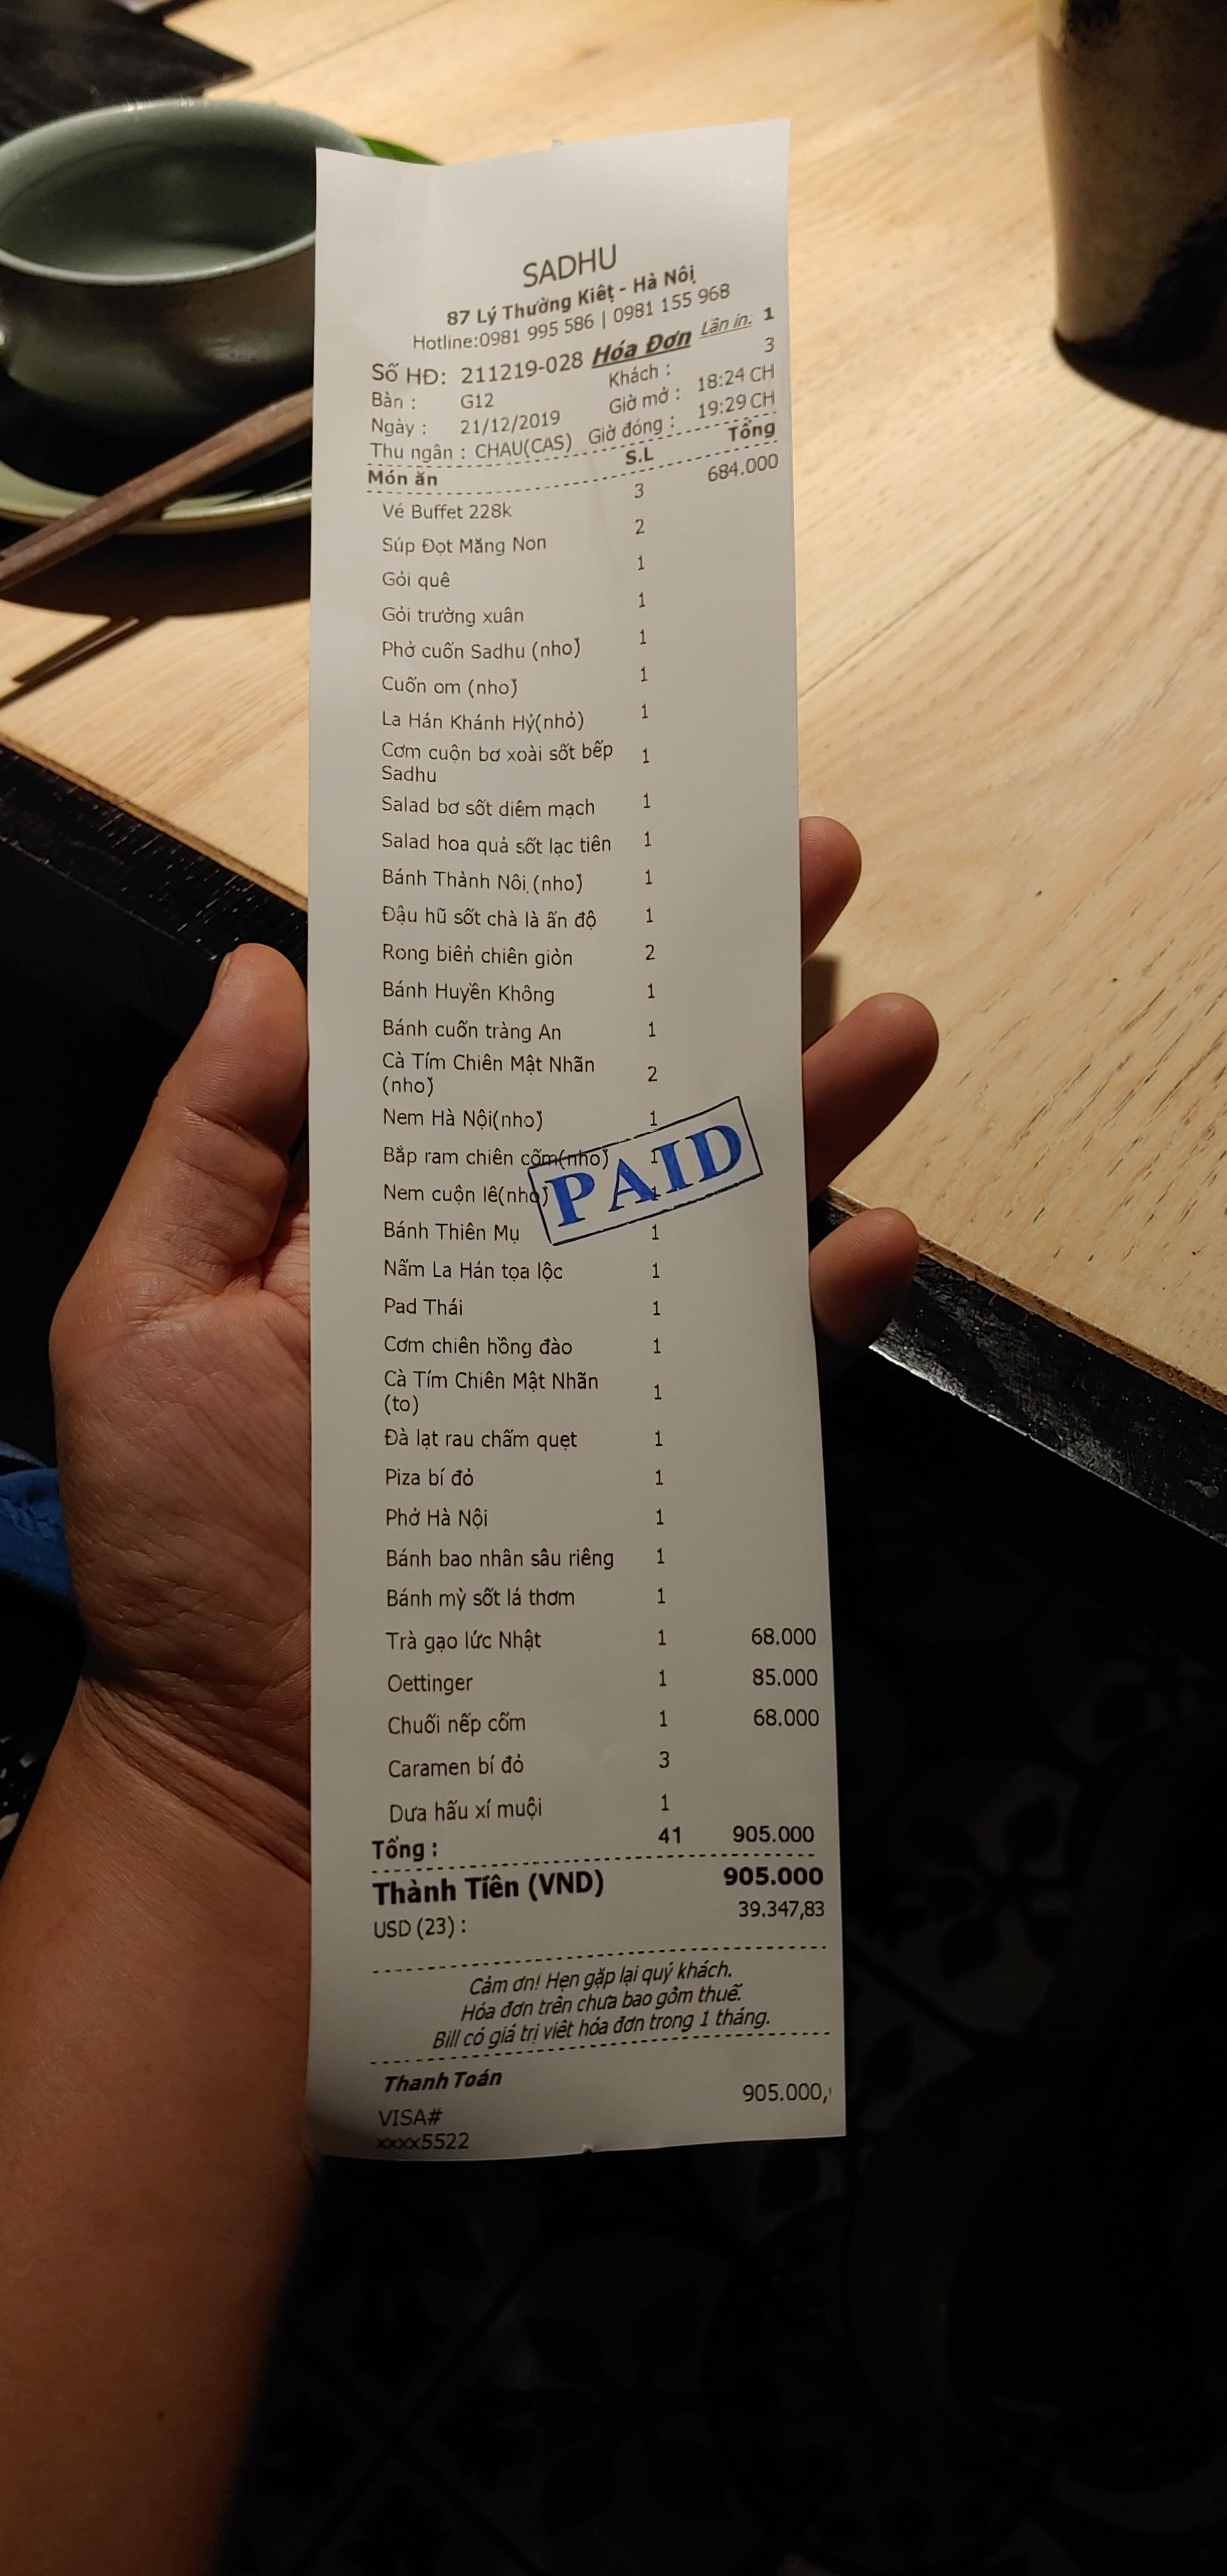 SADHU
87 Lý Thường Kiệt - Hà Nội
Hotline:0981 995 586 | 0981 155 968
Hóa Đơn Lần in: 1
Số HĐ: 211219-028 Khách : 3
Bàn : G12 Giờ mở : 18:24 CH
Ngày : 21/12/2019 Giờ đóng : 19:29 CH
Thu ngân : CHAU(CAS)
Món ăn S.L Tổng
Vé Buffet 228k 3 684.000
Súp Đọt Măng Non 2
Gỏi quê 1
Gỏi trường xuân 1
Phở cuốn Sadhu (nhỏ) 1
Cuốn om (nhỏ) 1
La Hán Khánh Hỷ(nhỏ) 1
Cơm cuộn bơ xoài sốt bếp
Sadhu 1
Salad bơ sốt diêm mạch 1
Salad hoa quả sốt lạc tiên 1
Bánh Thành Nội (nhỏ) 1
Đậu hũ sốt chà là ấn độ 1
Rong biển chiên giòn 2
Bánh Huyền Không 1
Bánh cuốn tràng An 1
Cà Tím Chiên Mật Nhãn
(nhỏ) 2
Nem Hà Nội(nhỏ) 1
Bắp ram chiên cốm(nhỏ) 1
Nem cuộn lê(nhỏ) 1
PAID
Bánh Thiên Mụ 1
Nấm La Hán tọa lộc 1
Pad Thái 1
Cơm chiên hồng đào 1
Cà Tím Chiên Mật Nhãn
(to) 1
Đà lạt rau chấm quẹt 1
Piza bí đỏ 1
Phở Hà Nội 1
Bánh bao nhân sâu riêng 1
Bánh mỳ sốt lá thơm 1
Trà gạo lức Nhật 1 68.000
Oettinger 1 85.000
Chuối nếp cốm 1 68.000
Caramen bí đỏ 3
Dưa hấu xí muội 1
Tổng : 41 905.000
Thành Tiền (VND) 905.000
USD (23) : 39.347,83
Cảm ơn! Hẹn gặp lại quý khách.
Hóa đơn trên chưa bao gồm thuế.
Bill có giá trị viết hóa đơn trong 1 tháng.
Thanh Toán
VISA# 905.000,
xxxx5522